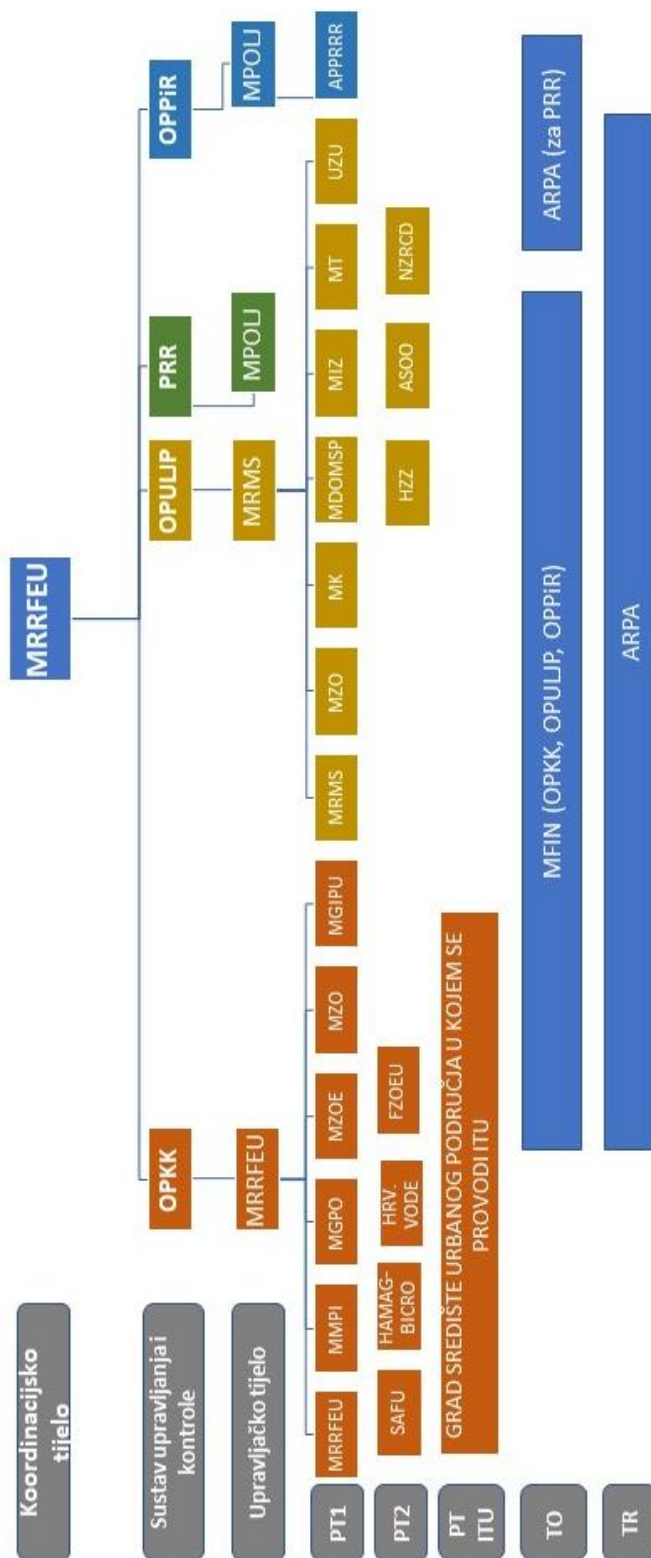 Koordinacijsko
tijelo
MRRFEU
Sustav upravljanja i
kontrole
OPKK
OPULJP
PRR
OPPiR
Upravljačko tijelo
MRRFEU
MRMS
MPOLJ
MPOLJ
PT1
MRRFEU
MMPI
MGPO
MZOE
MZO
MGIPU
MRMS
MZO
MK
MDOMSP
MIZ
MT
UZU
APPRRR
PT2
SAFU
HAMAG-
BICRO
HRV.
VODE
FZOEU
HZZ
ASOO
NZRCD
PT
ITU
GRAD SREDIŠTE URBANOG PODRUČJA U KOJEM SE
PROVODI ITU
TO
MFIN (OPKK, OPULJP, OPPiR)
ARPA (za PRR)
TR
ARPA